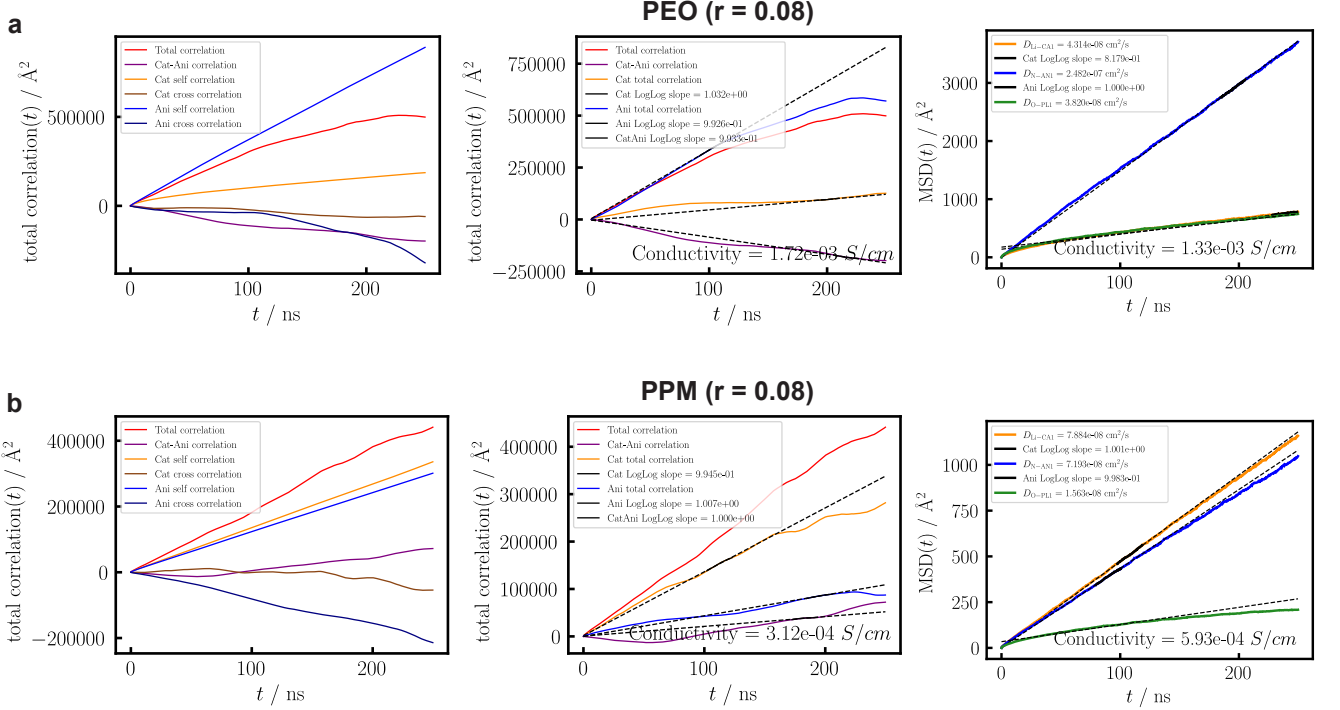 a
PEO (r = 0.08)
total correlation(t) / Å²
500000
0
0
100
200
t / ns
Total correlation
Cat-Ani correlation
Cat self correlation
Cat cross correlation
Ani self correlation
Ani cross correlation
total correlation(t) / Å²
750000
500000
250000
0
−250000
0
100
200
t / ns
Total correlation
Cat-Ani correlation
Cat total correlation
Cat LogLog slope = 1.032e+00
Ani total correlation
Ani LogLog slope = 9.926e-01
CatAni LogLog slope = 9.933e-01
Conductivity = 1.72e-03 S/cm
MSD(t) / Å²
3000
2000
1000
0
0
100
200
t / ns
D_Li−CA1 = 4.314e-08 cm²/s
Cat LogLog slope = 8.179e-01
D_N−AN1 = 2.482e-07 cm²/s
Ani LogLog slope = 1.000e+00
D_O−PL1 = 3.820e-08 cm²/s
Conductivity = 1.33e-03 S/cm
b
PPM (r = 0.08)
total correlation(t) / Å²
400000
200000
0
−200000
0
100
200
t / ns
Total correlation
Cat-Ani correlation
Cat self correlation
Cat cross correlation
Ani self correlation
Ani cross correlation
total correlation(t) / Å²
400000
300000
200000
100000
0
0
100
200
t / ns
Total correlation
Cat-Ani correlation
Cat total correlation
Cat LogLog slope = 9.945e-01
Ani total correlation
Ani LogLog slope = 1.007e+00
CatAni LogLog slope = 1.000e+00
Conductivity = 3.12e-04 S/cm
MSD(t) / Å²
1000
750
500
250
0
0
100
200
t / ns
D_Li−CA1 = 7.884e-08 cm²/s
Cat LogLog slope = 1.001e+00
D_N−AN1 = 7.193e-08 cm²/s
Ani LogLog slope = 9.983e-01
D_O−PL1 = 1.563e-08 cm²/s
Conductivity = 5.93e-04 S/cm